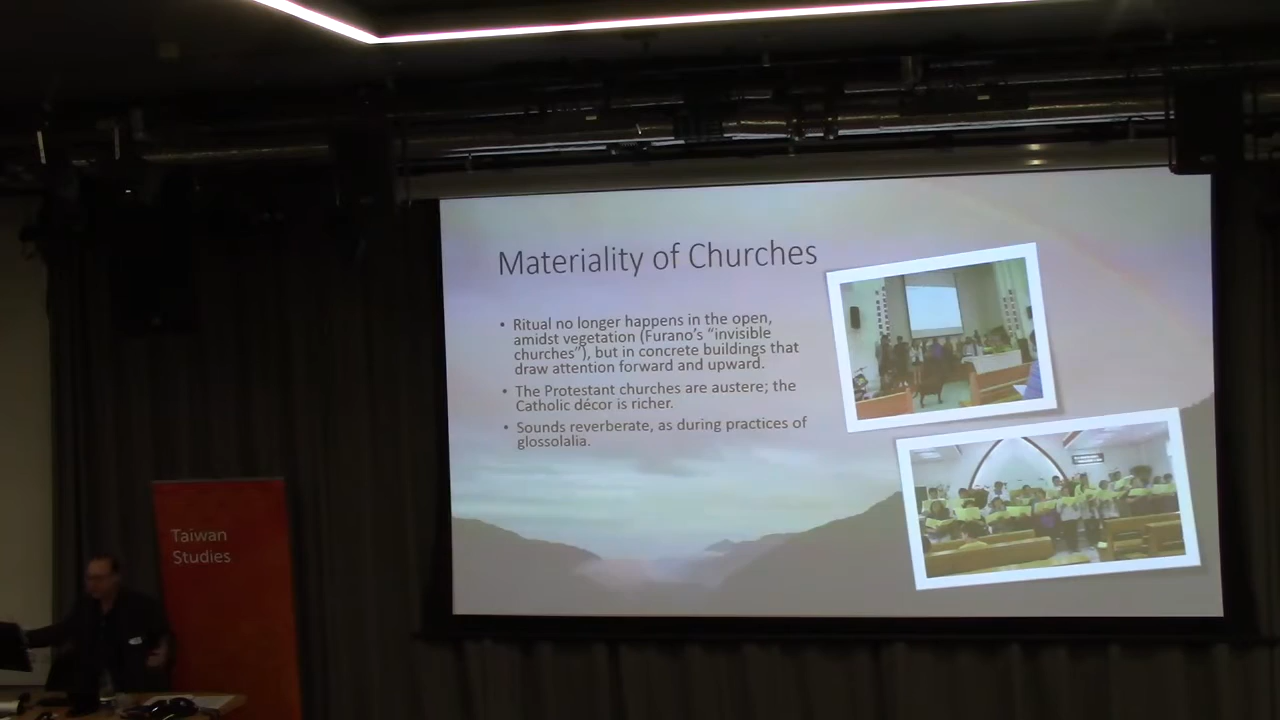 Materiality of Churches
• Ritual no longer happens in the open,
amidst vegetation (Furano's “invisible
churches”), but in concrete buildings that
draw attention forward and upward.
• The Protestant churches are austere; the
Catholic décor is richer.
• Sounds reverberate, as during practices of
glossolalia.
Taiwan
Studies